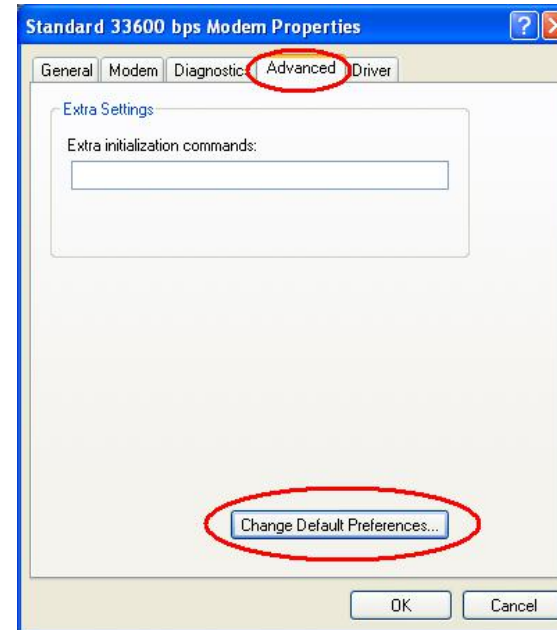 Standard 33600 bps Modem Properties
General Modem Diagnostic Advanced Driver
Extra Settings
Extra initialization commands:
Change Default Preferences...
OK Cancel